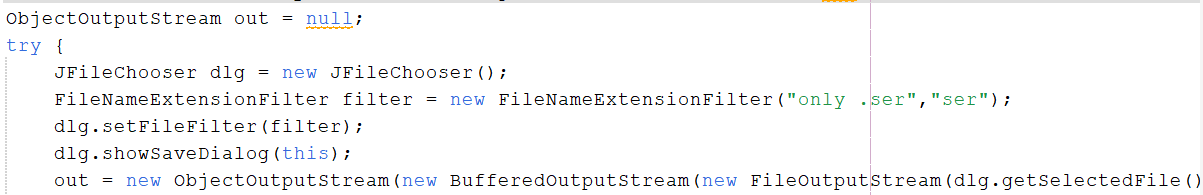 ObjectOutputStream out = null;
try {
JFileChooser dlg = new JFileChooser();
FileNameExtensionFilter filter = new FileNameExtensionFilter("only .ser","ser");
dlg.setFileFilter(filter);
dlg.showSaveDialog(this);
out = new ObjectOutputStream(new BufferedOutputStream(new FileOutputStream(dlg.getSelectedFile()